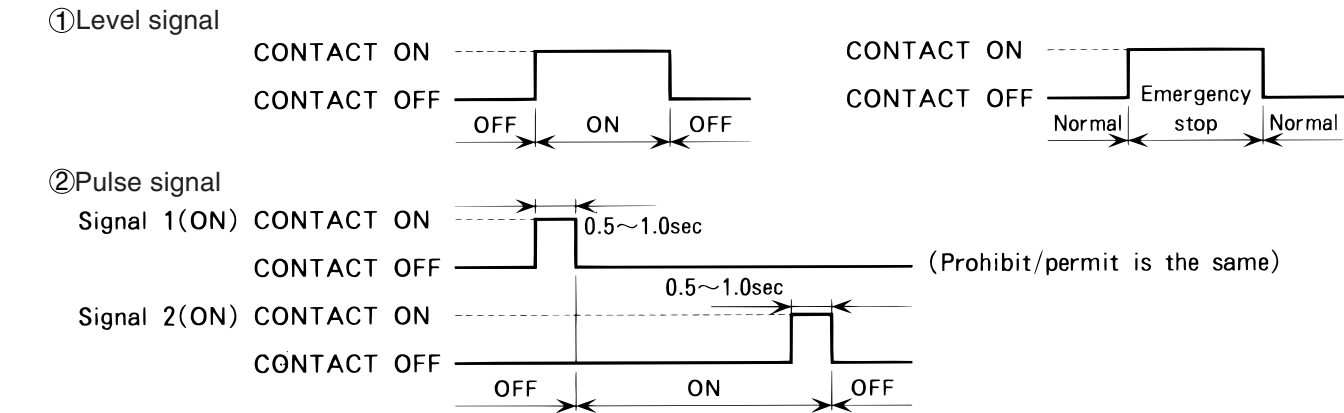 ①Level signal
CONTACT ON
CONTACT OFF
OFF ON OFF
CONTACT ON
CONTACT OFF
Emergency
stop
Normal Normal
②Pulse signal
Signal 1(ON) CONTACT ON
0.5～1.0sec
CONTACT OFF
(Prohibit/permit is the same)
0.5～1.0sec
Signal 2(ON) CONTACT ON
CONTACT OFF
OFF ON OFF